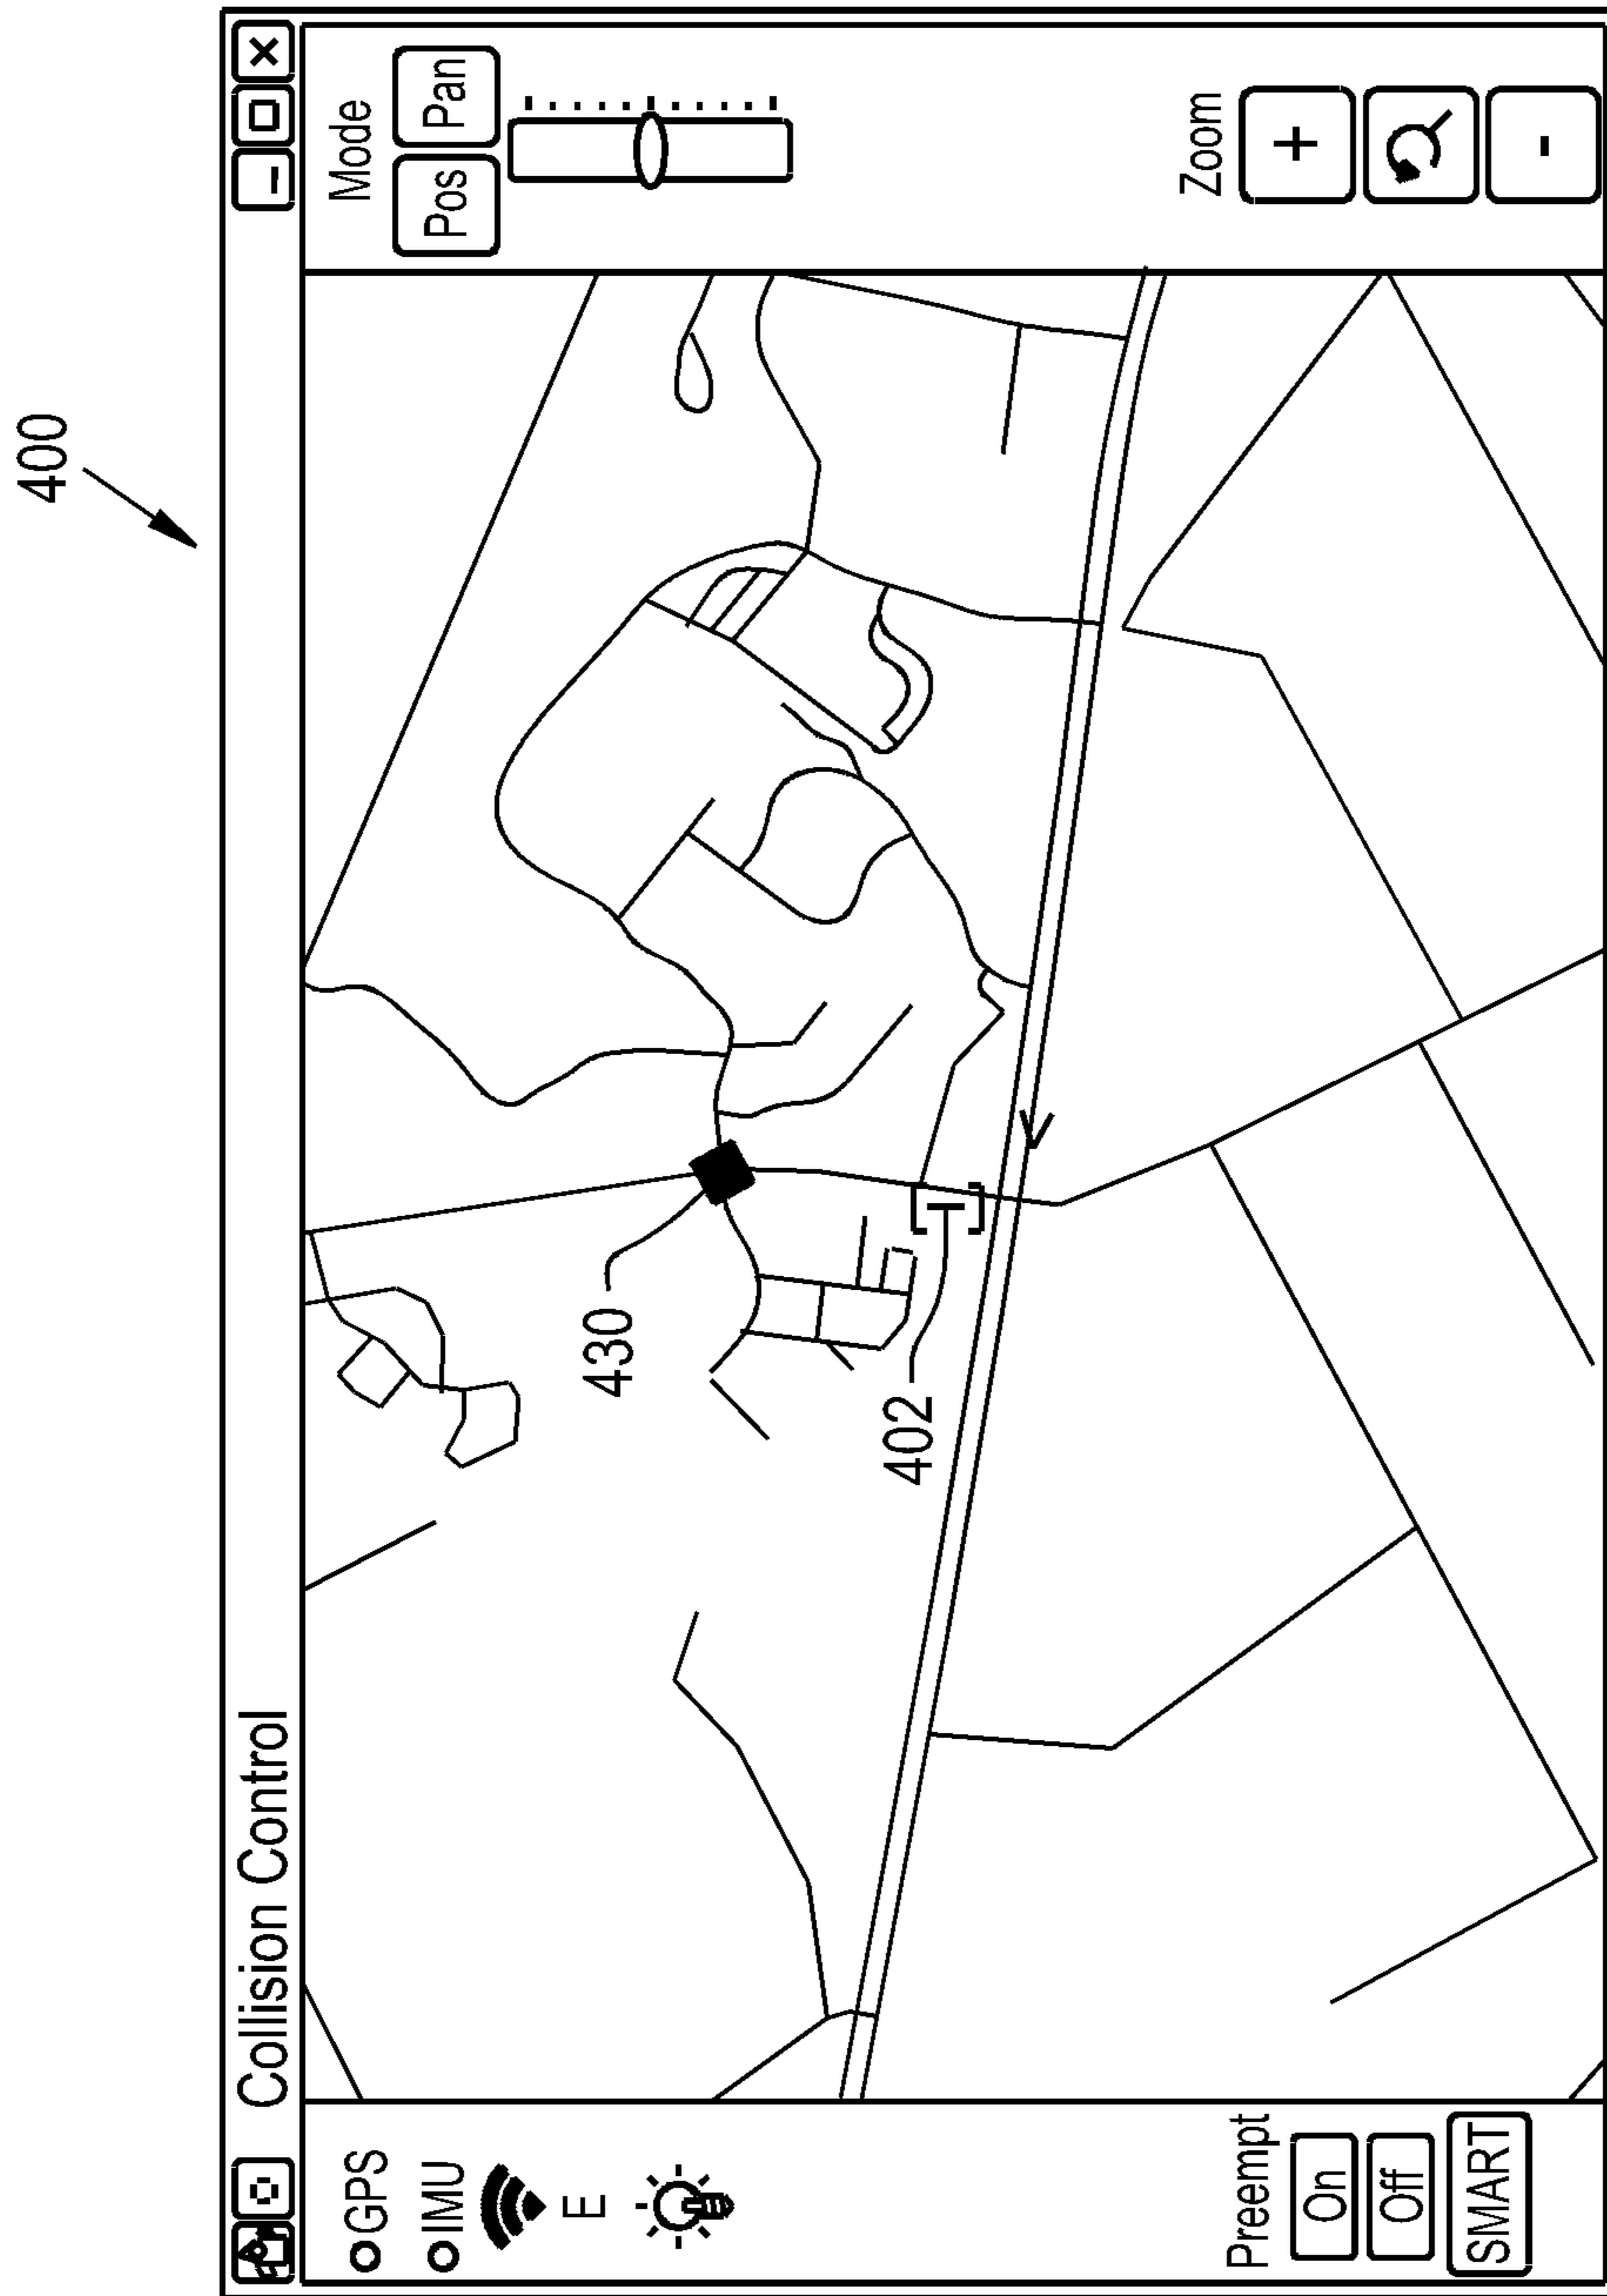 400
Collision Control
GPS
IMU
E
Preempt
On
Off
SMART
430
402
Mode
Pos Pan
Zoom
+
-